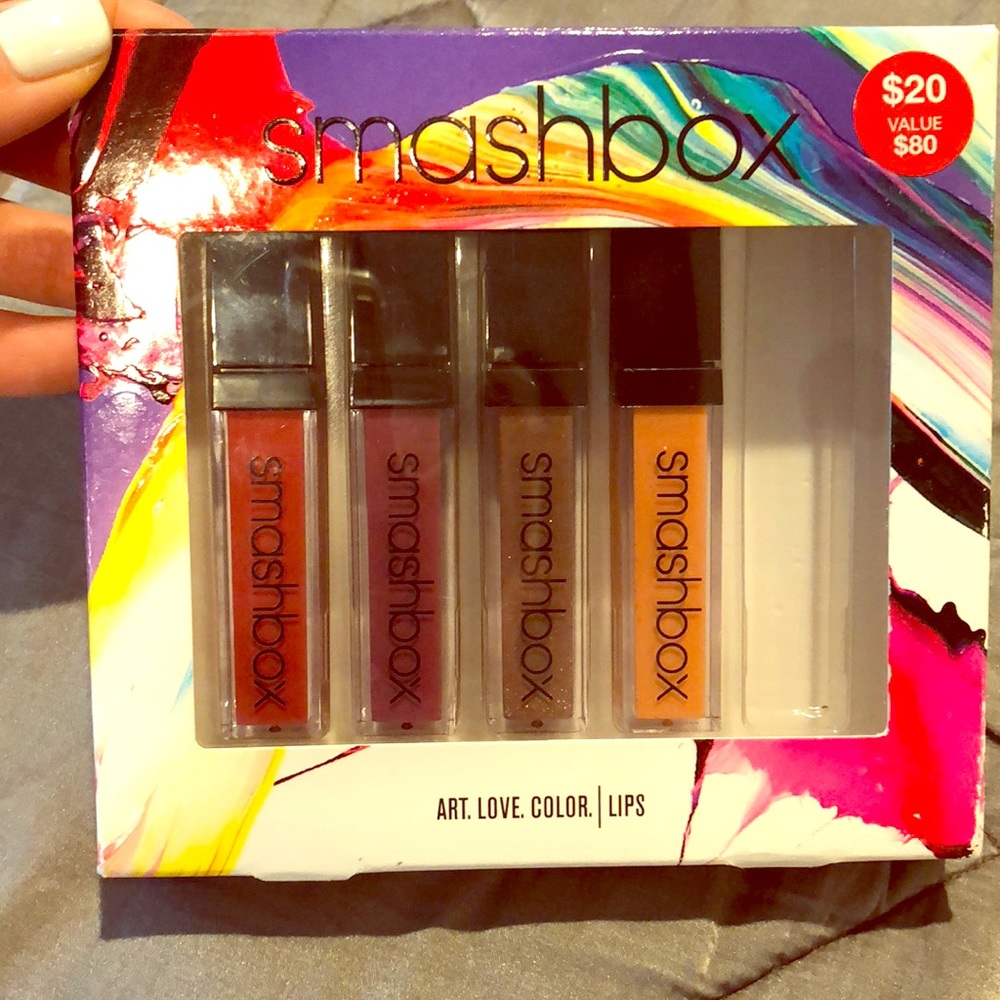 smashbox
$20
VALUE
$80
smashbox
smashbox
smashbox
smashbox
ART. LOVE. COLOR. | LIPS